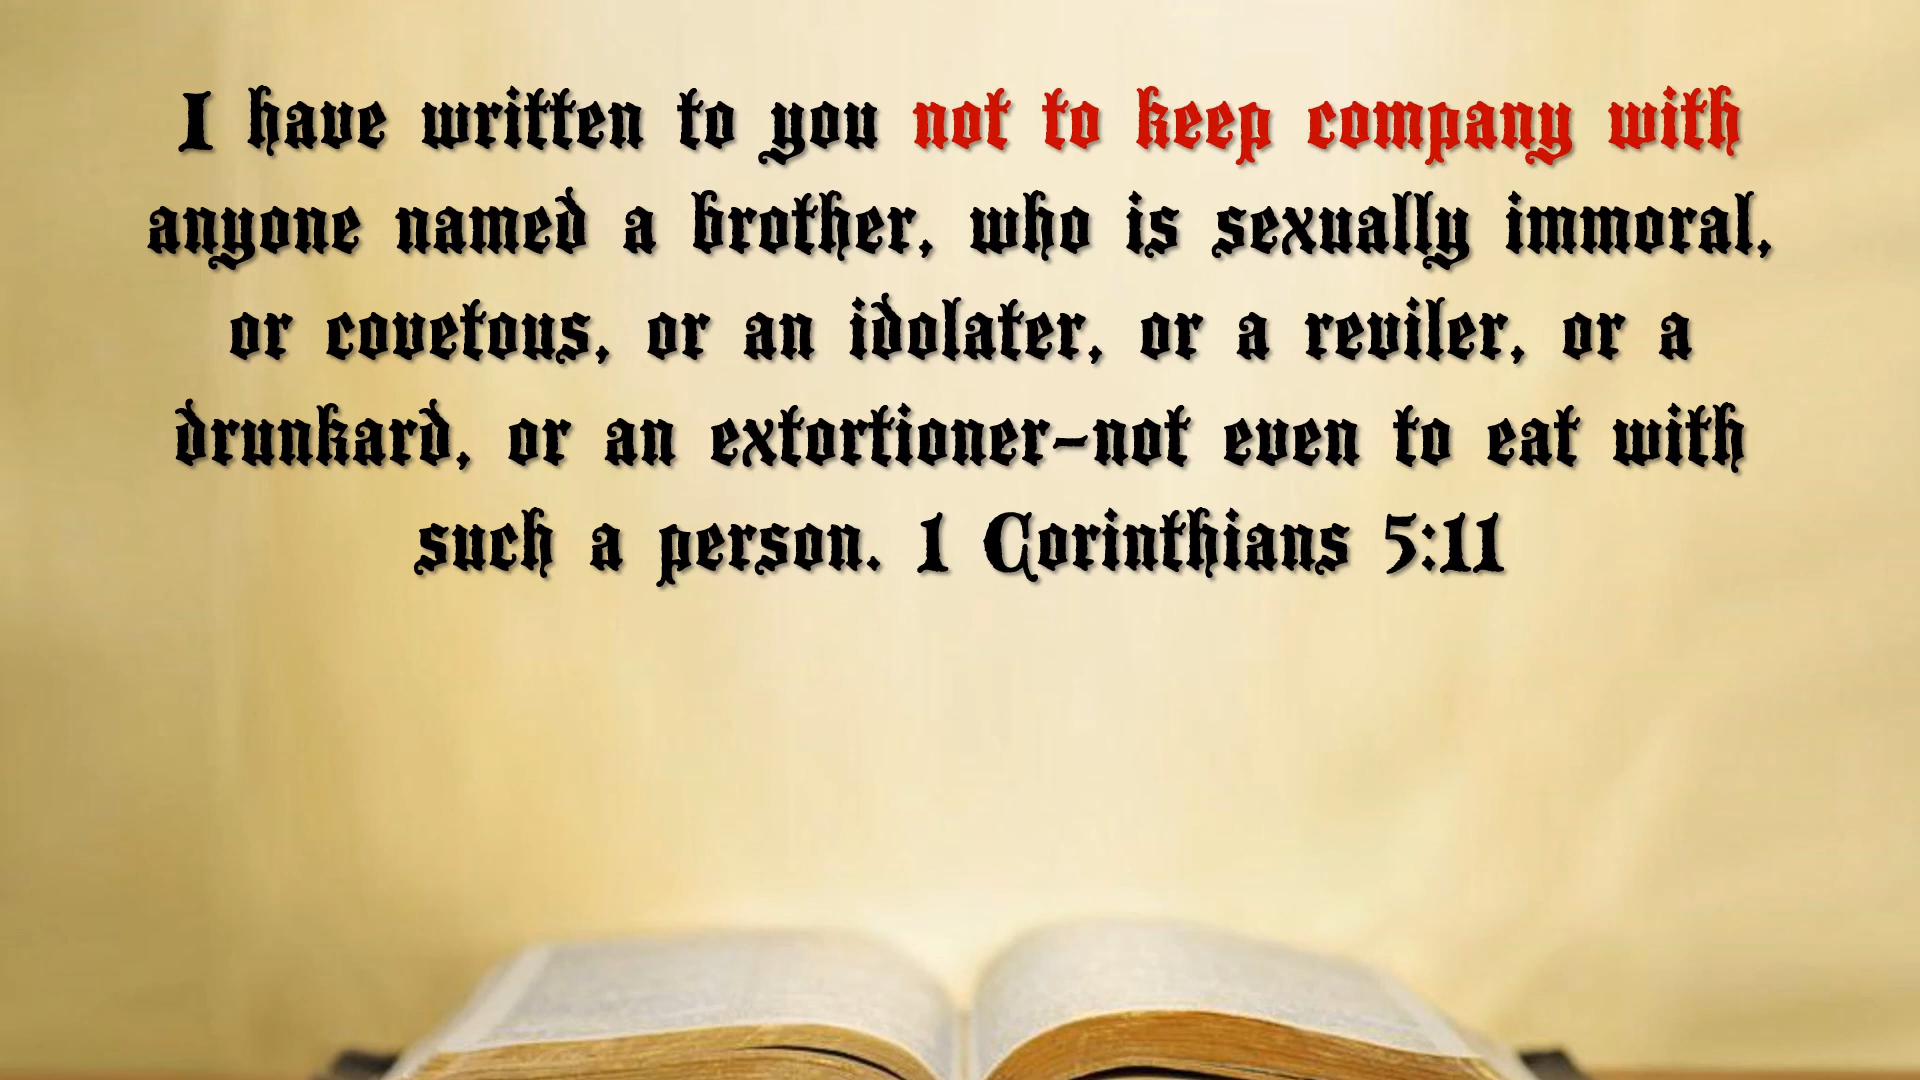 I have written to you not to keep company with
anyone named a brother, who is sexually immoral,
or covetous, or an idolater, or a reviler, or a
drunkard, or an extortioner–not even to eat with
such a person. 1 Corinthians 5:11